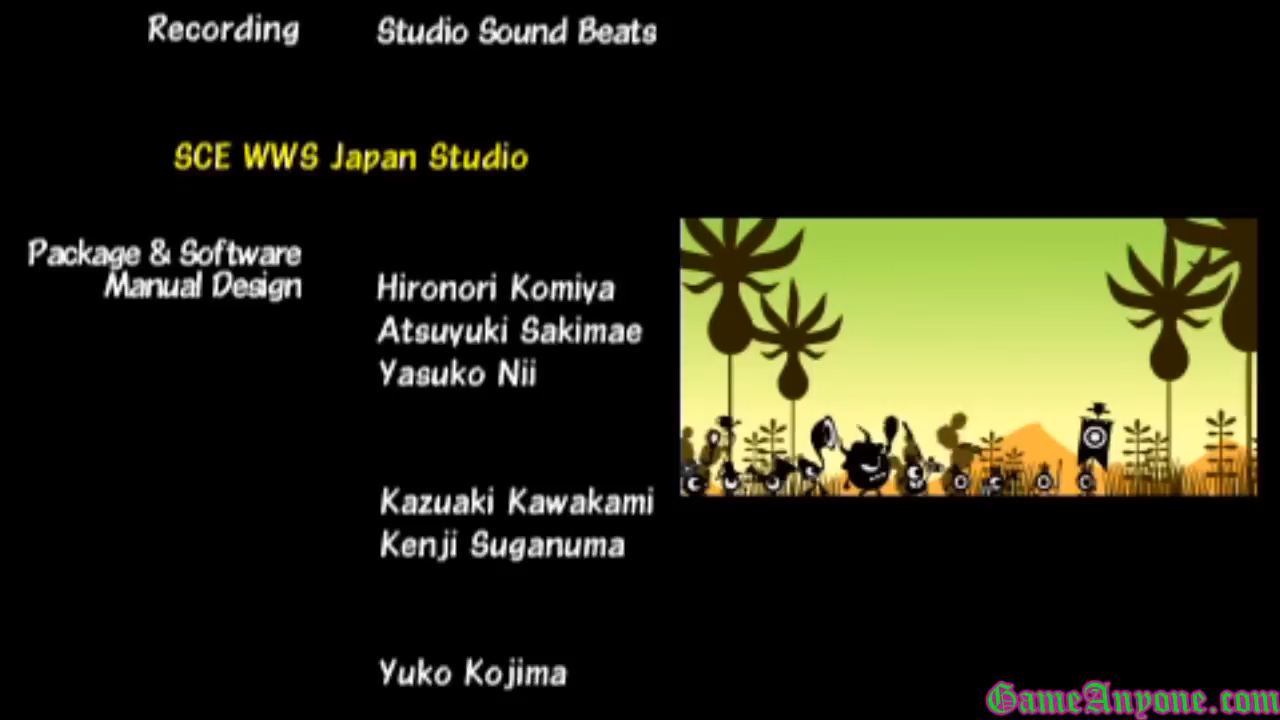 Recording Studio Sound Beats
SCE WWS Japan Studio
Package & Software
Manual Design
Hironori Komiya
Atsuyuki Sakimae
Yasuko Nii
Kazuaki Kawakami
Kenji Suganuma
Yuko Kojima
GameAnyone.com